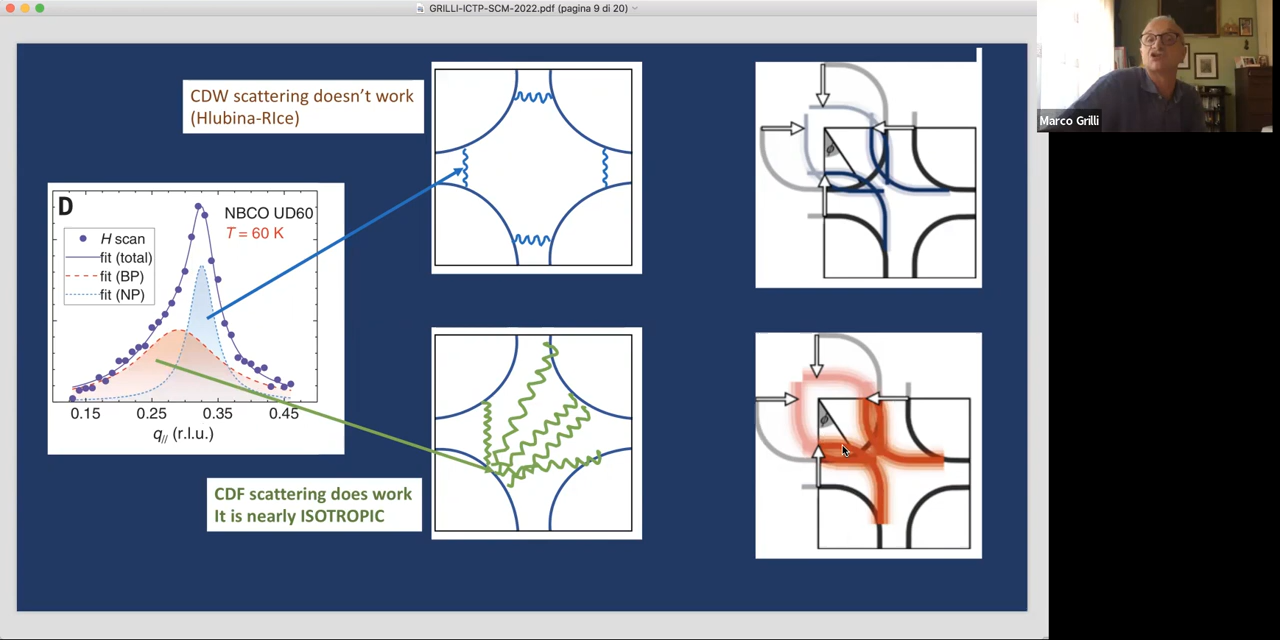 GRILLI-ICTP-SCM-2022.pdf (pagina 9 di 20)
CDW scattering doesn't work
(Hlubina-RIce)
D
NBCO UD60
T = 60 K
H scan
fit (total)
fit (BP)
fit (NP)
0.15 0.25 0.35 0.45
q// (r.l.u.)
CDF scattering does work
It is nearly ISOTROPIC
ϕ
ϕ
Marco Grilli